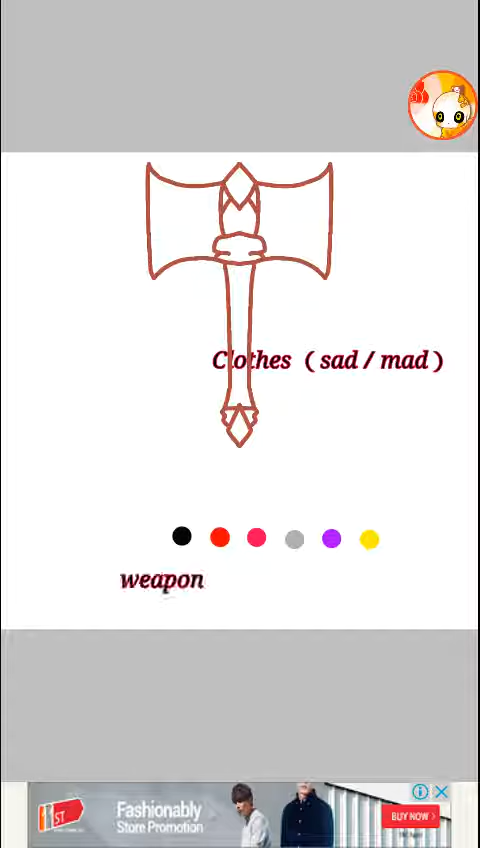 Clothes ( sad / mad )
weapon
Fashionably
Store Promotion
BUY NOW